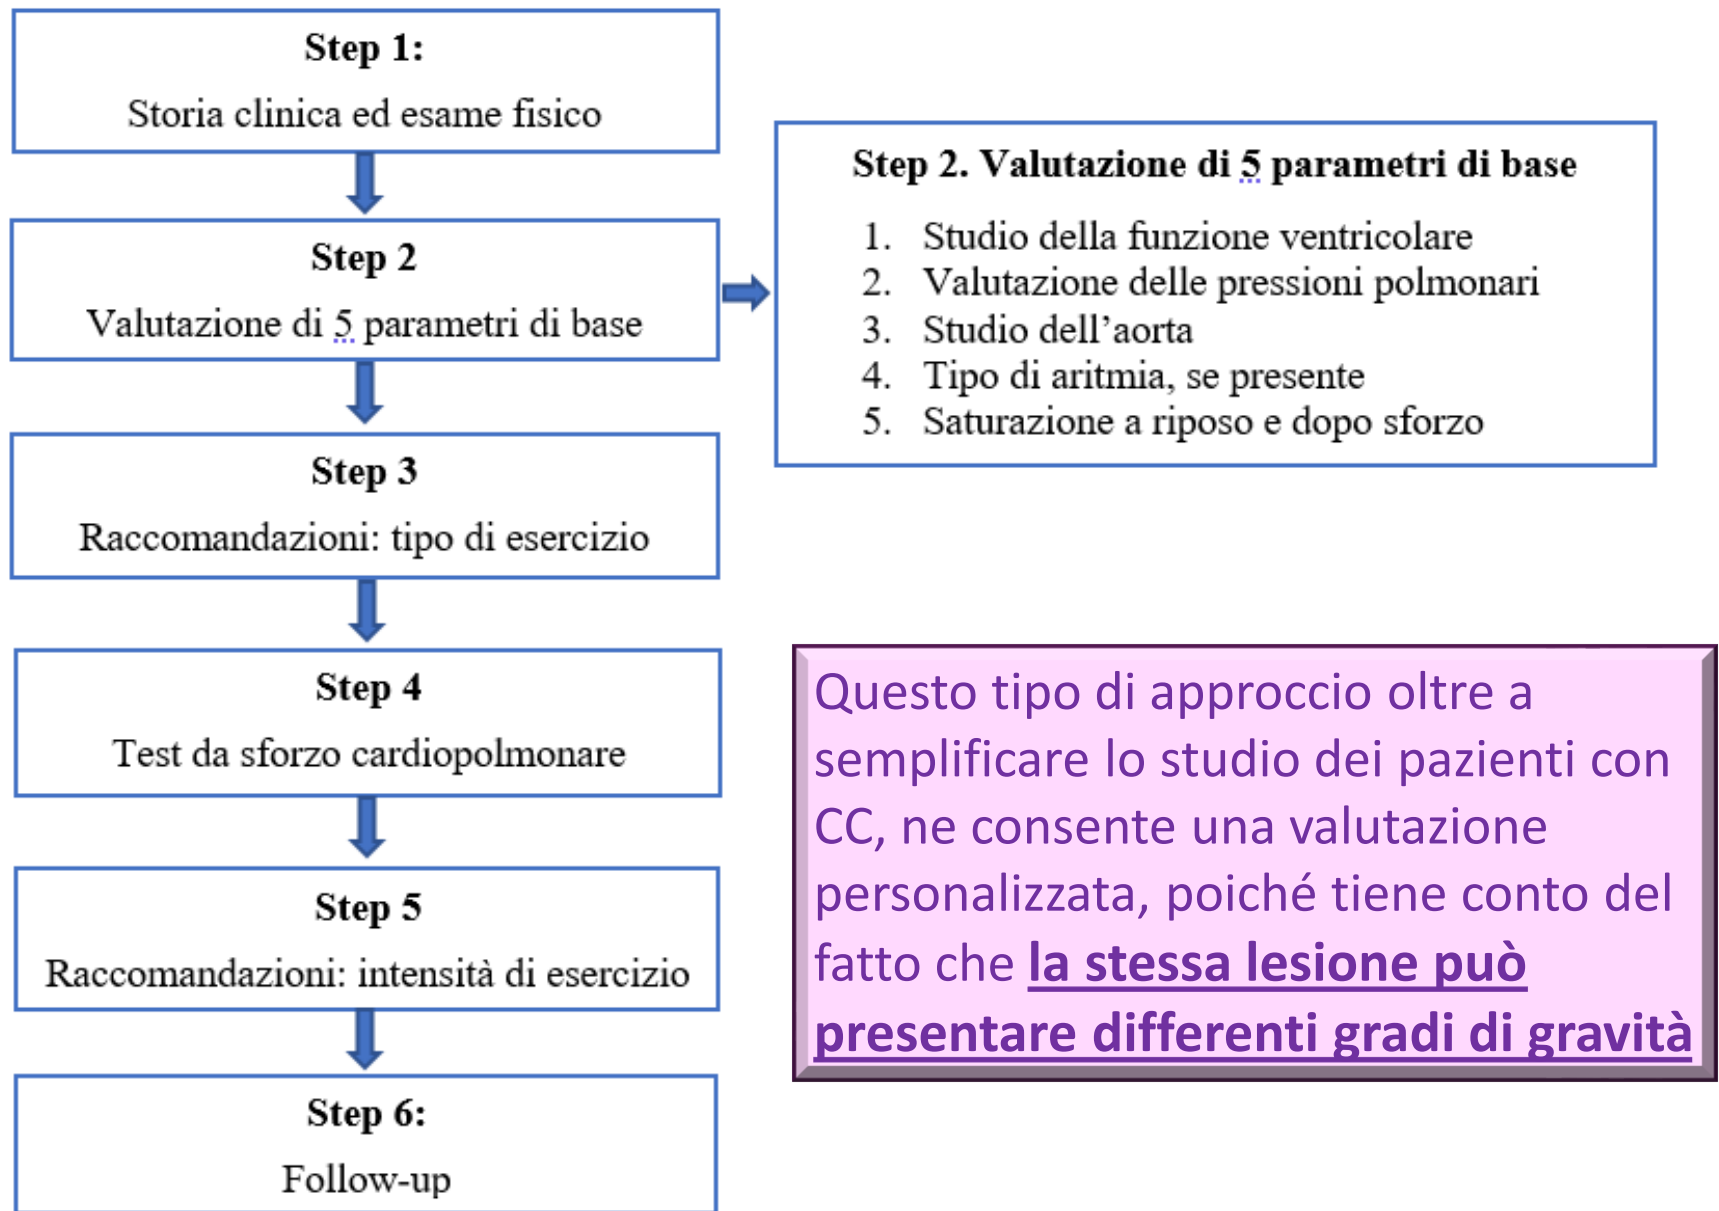 Step 1:
Storia clinica ed esame fisico
Step 2
Valutazione di 5 parametri di base
Step 2. Valutazione di 5 parametri di base
1. Studio della funzione ventricolare
2. Valutazione delle pressioni polmonari
3. Studio dell’aorta
4. Tipo di aritmia, se presente
5. Saturazione a riposo e dopo sforzo
Step 3
Raccomandazioni: tipo di esercizio
Step 4
Test da sforzo cardiopolmonare
Step 5
Raccomandazioni: intensità di esercizio
Step 6:
Follow-up
Questo tipo di approccio oltre a
semplificare lo studio dei pazienti con
CC, ne consente una valutazione
personalizzata, poiché tiene conto del
fatto che la stessa lesione può
presentare differenti gradi di gravità